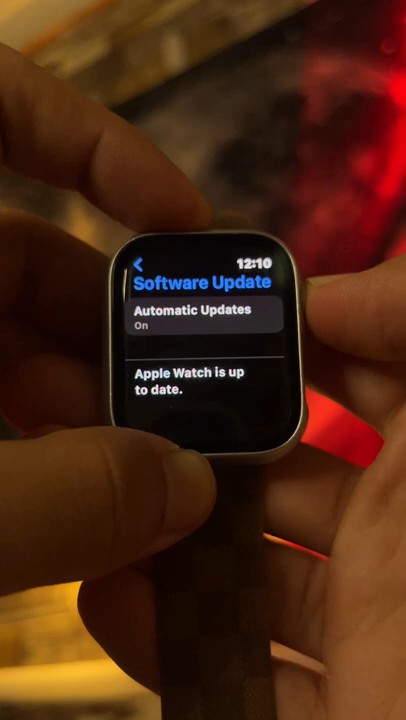 12:10
Software Update
Automatic Updates
On
Apple Watch is up
to date.